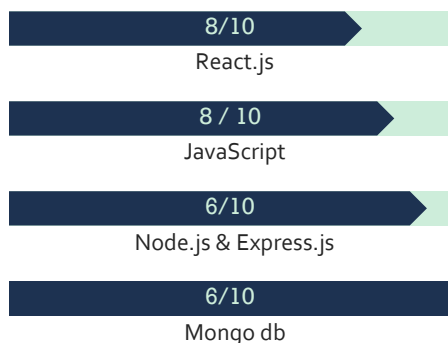 8/10
React.js
8 / 10
JavaScript
6/10
Node.js & Express.js
6/10
Mongo db